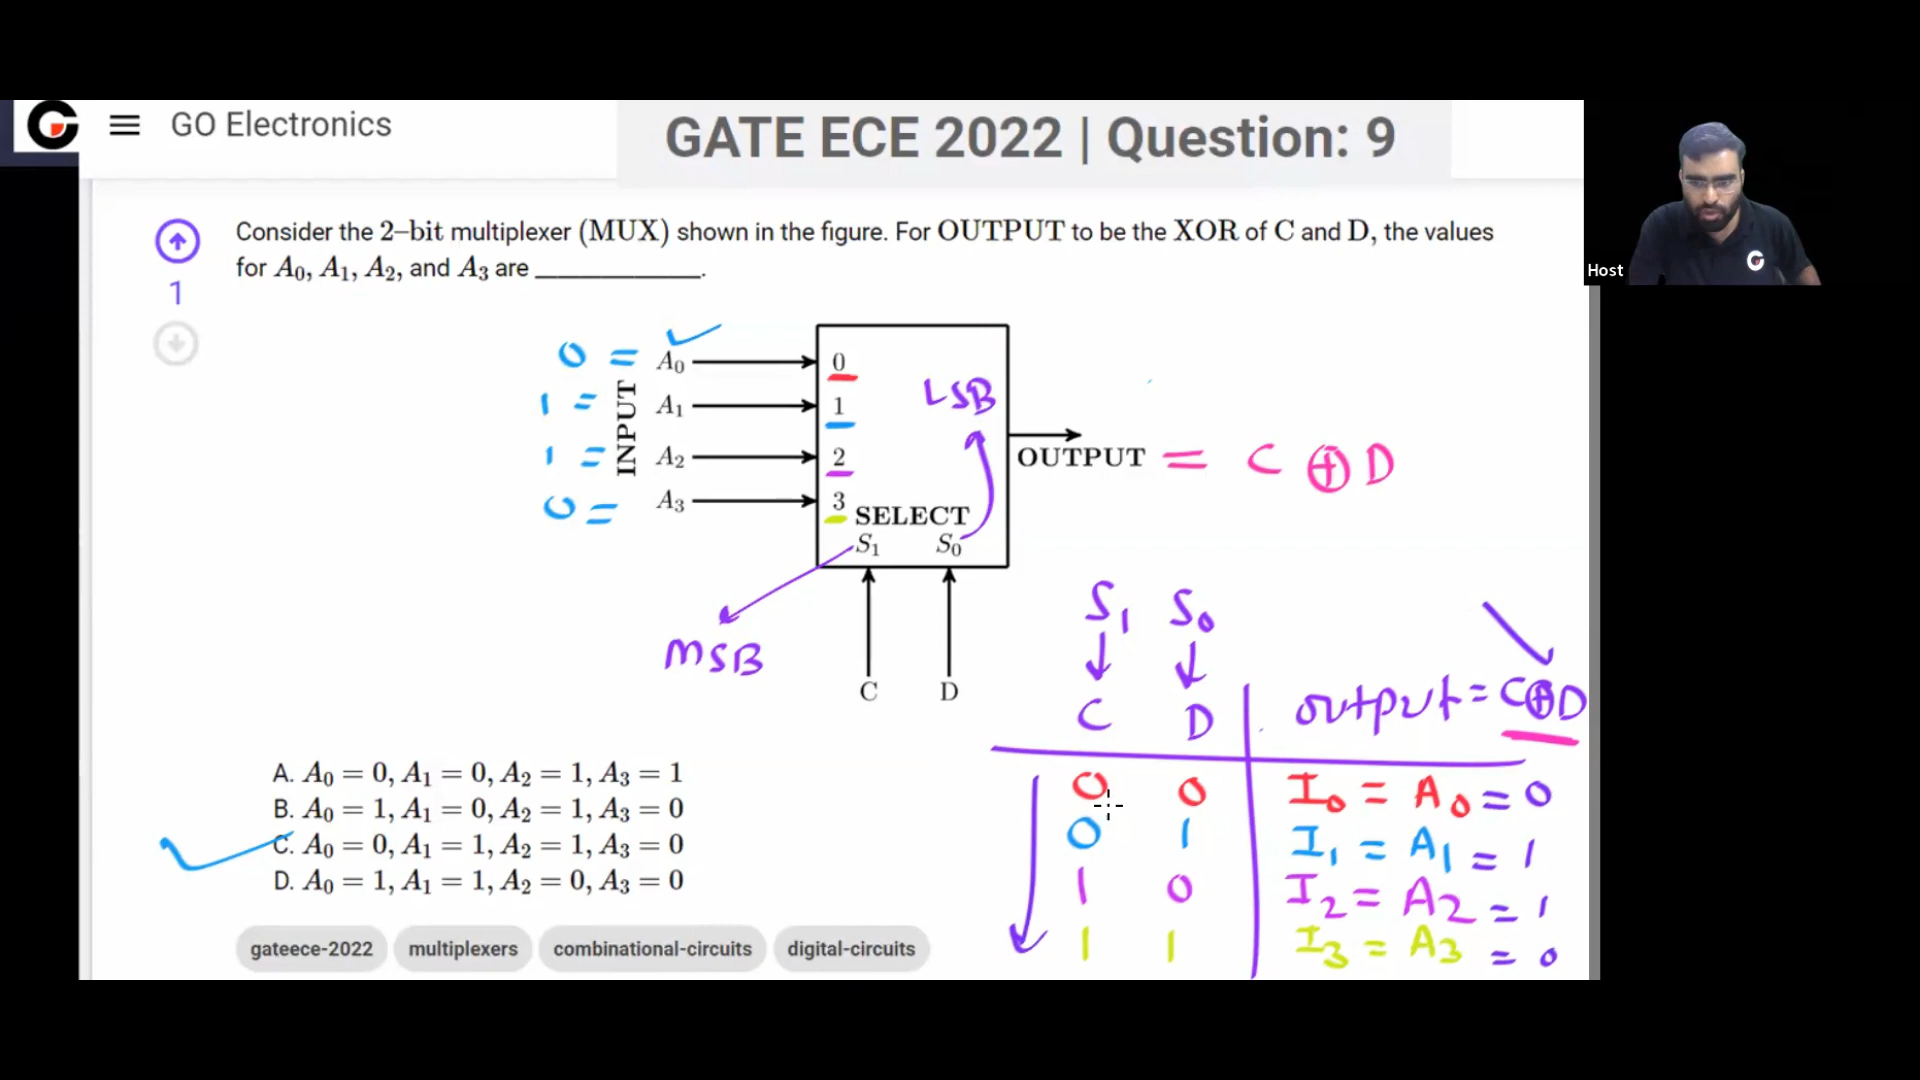 GO Electronics
GATE ECE 2022 | Question: 9
Host
Consider the 2–bit multiplexer (MUX) shown in the figure. For OUTPUT to be the XOR of C and D, the values
for A₀, A₁, A₂, and A₃ are ____________.
1
0 = A₀ 0
1 = A₁ 1
1 = A₂ 2
0 = A₃ 3
INPUT
LSB
SELECT
S₁ S₀
OUTPUT = C ⊕ D
MSB
C D
S₁ S₀
↓ ↓
C D output = C⊕D
0 0 I₀ = A₀ = 0
0 1 I₁ = A₁ = 1
1 0 I₂ = A₂ = 1
1 1 I₃ = A₃ = 0
A. A₀ = 0, A₁ = 0, A₂ = 1, A₃ = 1
B. A₀ = 1, A₁ = 0, A₂ = 1, A₃ = 0
C. A₀ = 0, A₁ = 1, A₂ = 1, A₃ = 0
D. A₀ = 1, A₁ = 1, A₂ = 0, A₃ = 0
gateece-2022 multiplexers combinational-circuits digital-circuits